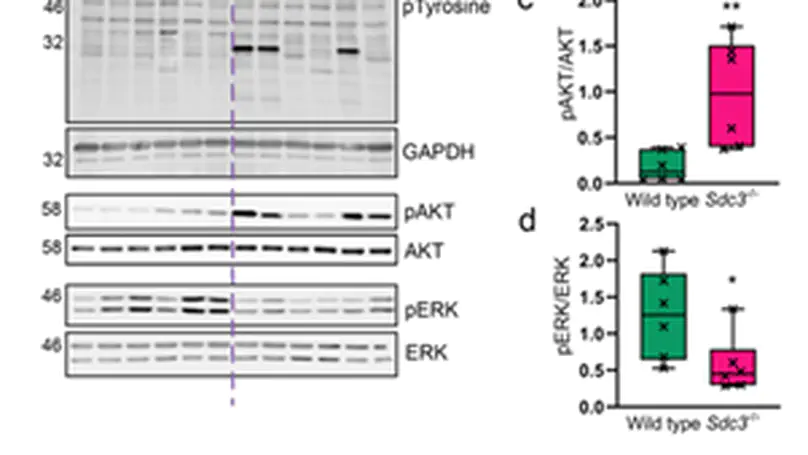 46
pTyrosine
32
GAPDH
32
58
pAKT
58
AKT
46
pERK
46
ERK
c
2.0
**
1.5
1.0
0.5
0.0
pAKT/AKT
Wild type Sdc3-/-
d
2.5
2.0
*
1.5
1.0
0.5
0.0
pERK/ERK
Wild type Sdc3-/-